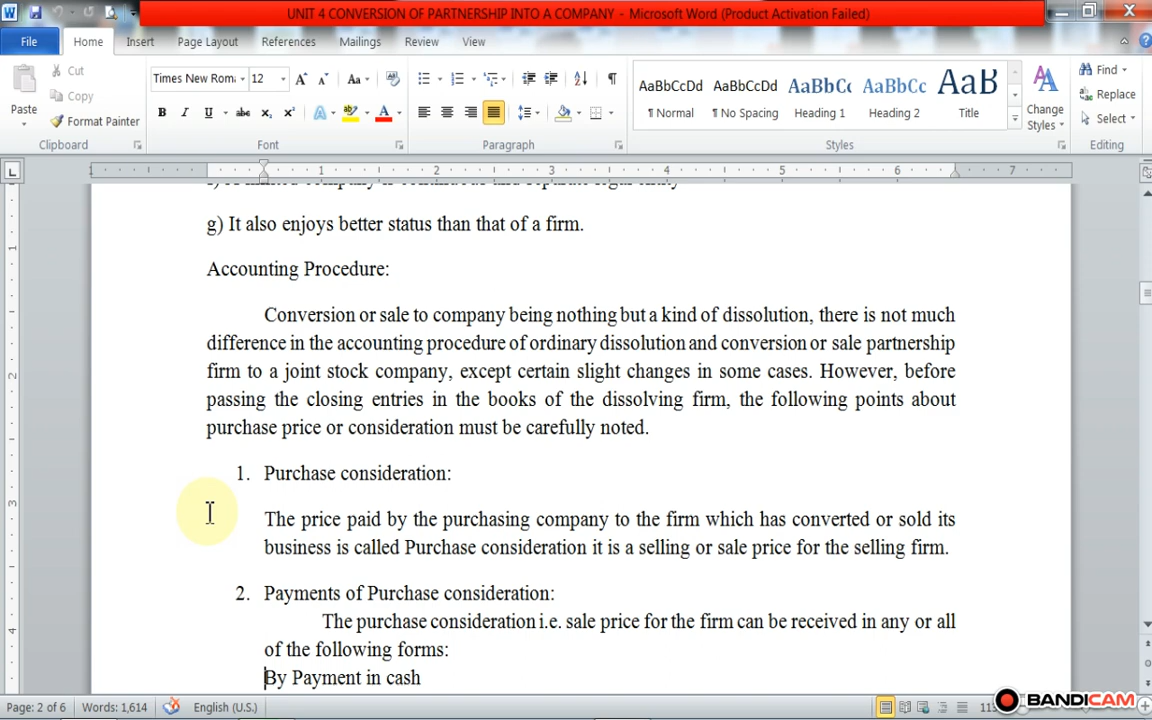 UNIT 4 CONVERSION OF PARTNERSHIP INTO A COMPANY - Microsoft Word (Product Activation Failed)
File Home Insert Page Layout References Mailings Review View
Paste
Cut
Copy
Format Painter
Clipboard
Times New Rom 12
Font
Paragraph
AaBbCcDd AaBbCcDd AaBbCc AaBbCc AaB
¶ Normal ¶ No Spacing Heading 1 Heading 2 Title
Change Styles
Styles
Find
Replace
Select
Editing
1 1 2 3 4 5 6 7
g) It also enjoys better status than that of a firm.
Accounting Procedure:
Conversion or sale to company being nothing but a kind of dissolution, there is not much
difference in the accounting procedure of ordinary dissolution and conversion or sale partnership
firm to a joint stock company, except certain slight changes in some cases. However, before
passing the closing entries in the books of the dissolving firm, the following points about
purchase price or consideration must be carefully noted.
1. Purchase consideration:
The price paid by the purchasing company to the firm which has converted or sold its
business is called Purchase consideration it is a selling or sale price for the selling firm.
2. Payments of Purchase consideration:
The purchase consideration i.e. sale price for the firm can be received in any or all
of the following forms:
By Payment in cash
Page: 2 of 6 Words: 1,614 English (U.S.)
BANDICAM